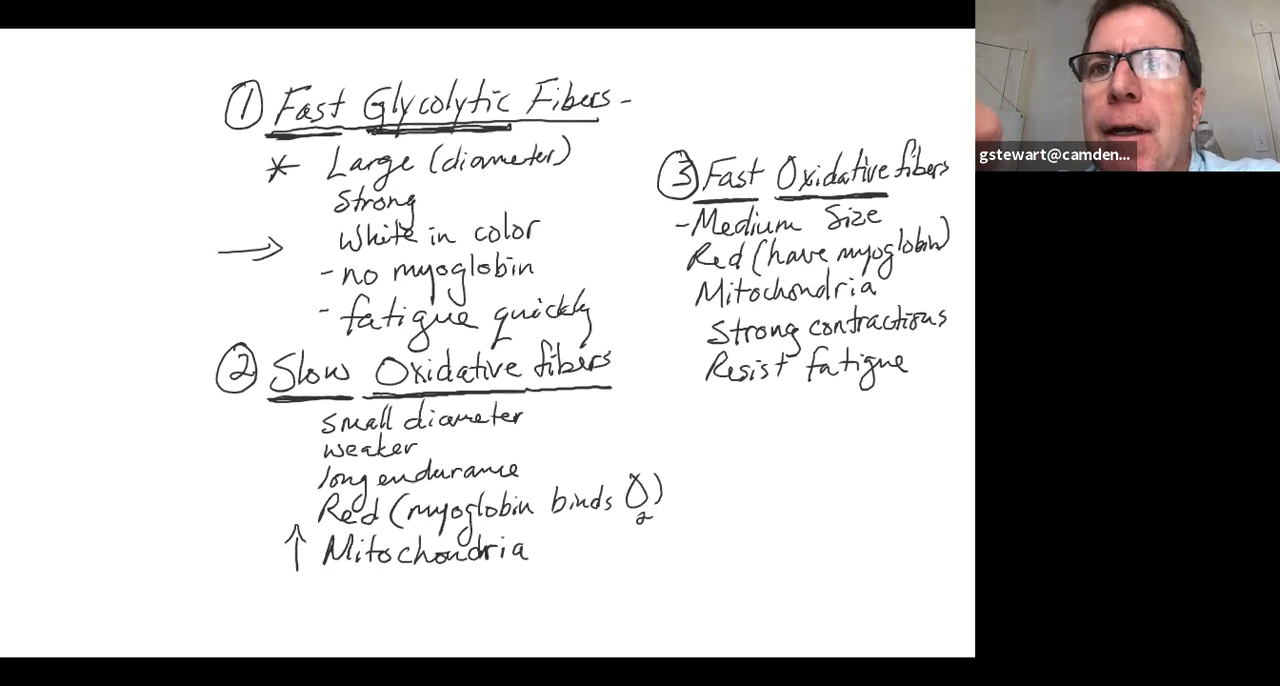 ① Fast Glycolytic Fibers -
* Large (diameter)
Strong
→ White in color
- no myoglobin
- fatigue quickly
② Slow Oxidative fibers
small diameter
weaker
long endurance
Red (myoglobin binds O₂)
↑ Mitochondria
③ Fast Oxidative fibers
- Medium Size
Red (have myoglobin)
Mitochondria
Strong contractions
Resist fatigue
gstewart@camden...